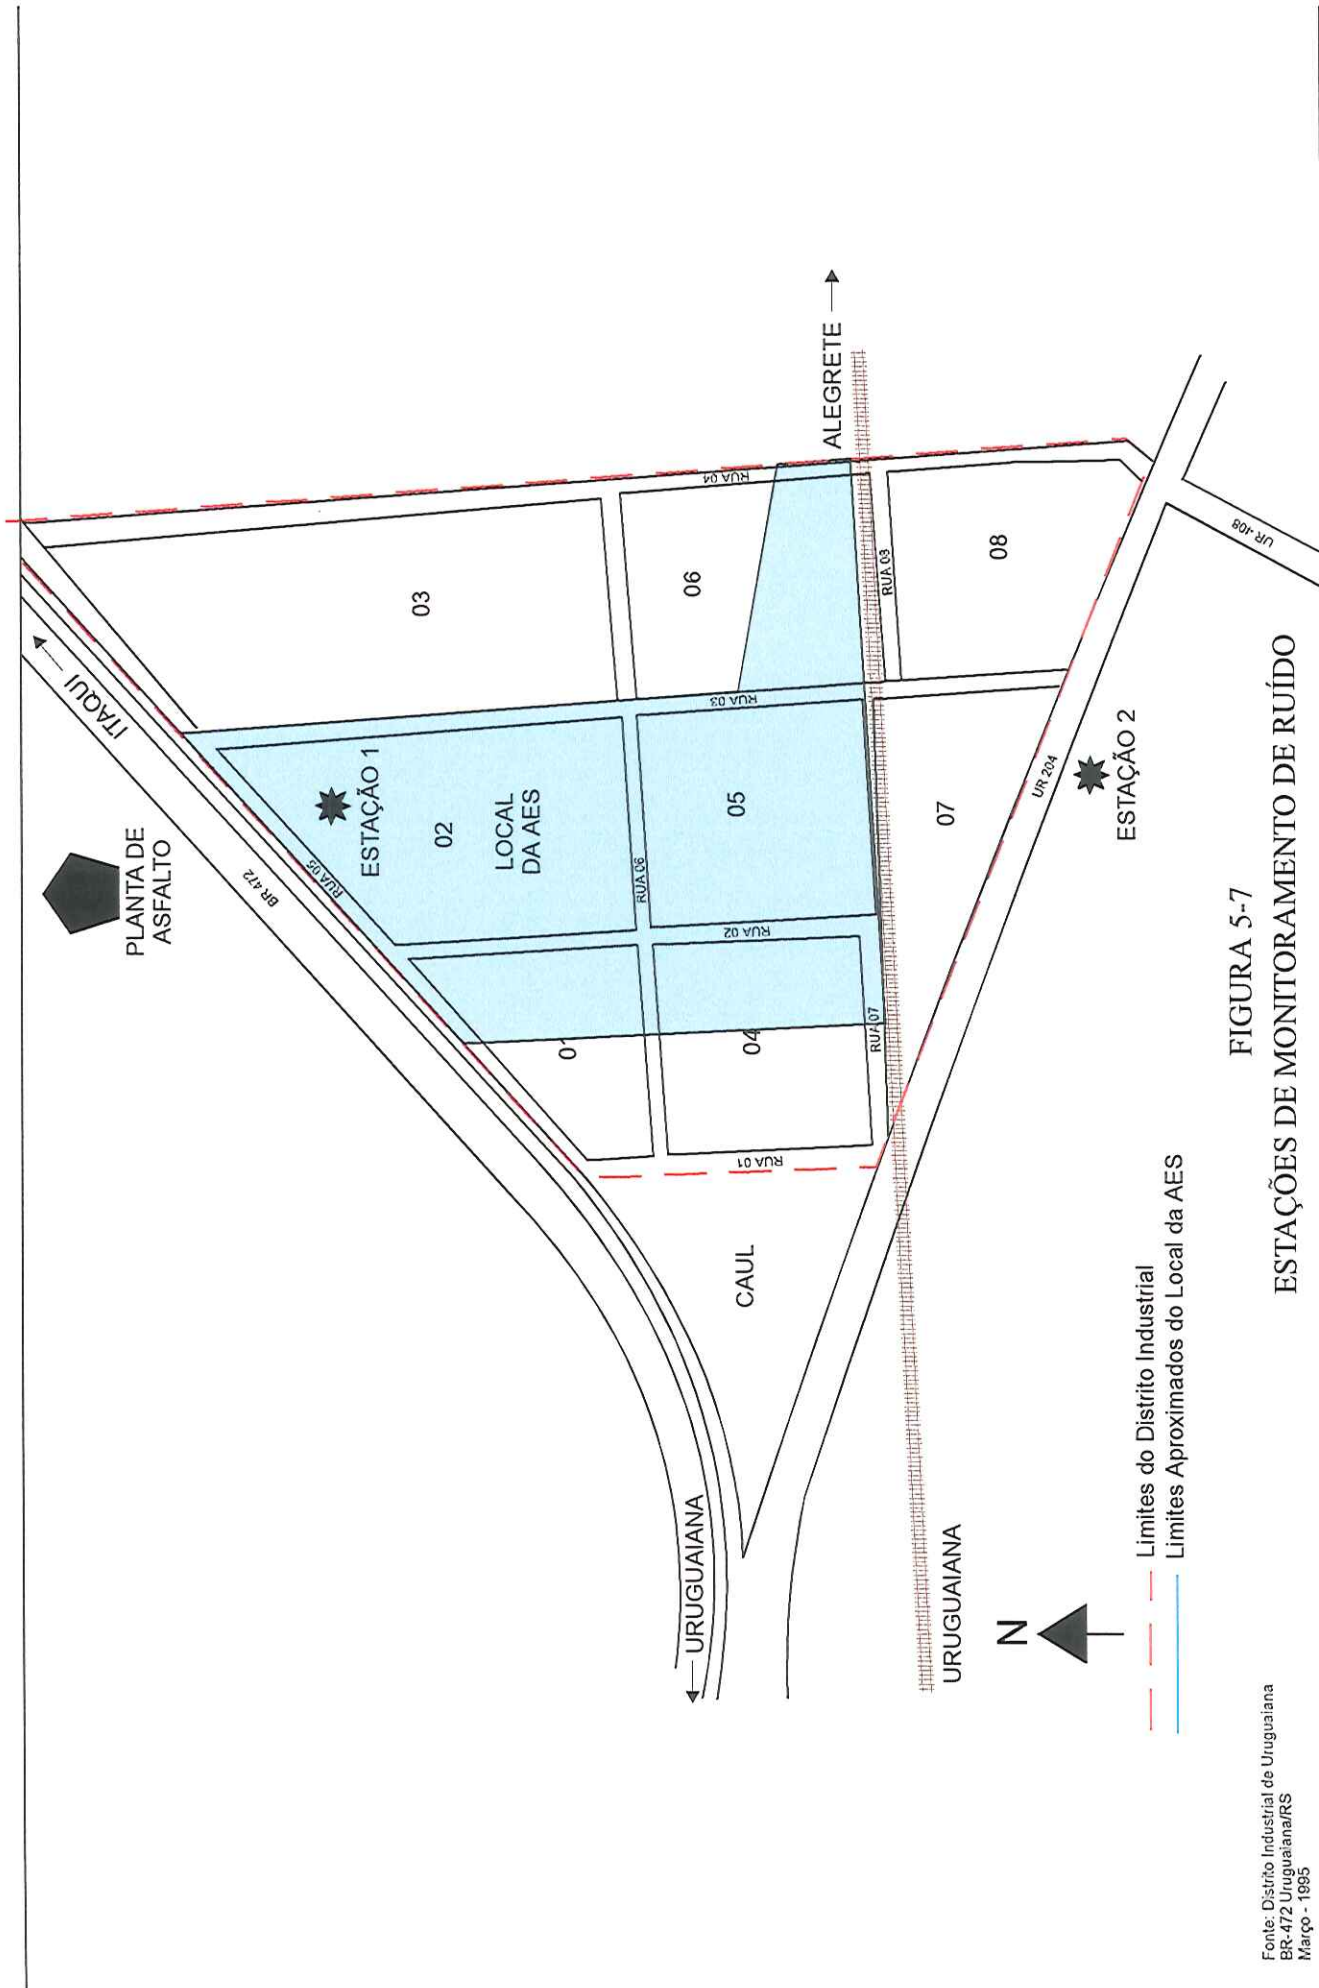 PLANTA DE
ASFALTO
ITAQUI
BR 472
RUA 05
ESTAÇÃO 1
02
LOCAL
DA AES
03
01
RUA 06
06
05
04
RUA 04
RUA 03
RUA 02
RUA 01
CAUL
URUGUAIANA
ALEGRETE
RUA 07
RUA 03
07
08
URUGUAIANA
N
UR 204
ESTAÇÃO 2
UR 408
Limites do Distrito Industrial
Limites Aproximados do Local da AES
FIGURA 5-7
ESTAÇÕES DE MONITORAMENTO DE RUÍDO
Fonte: Distrito Industrial de Uruguaiana
BR-472 Uruguaiana/RS
Março - 1995